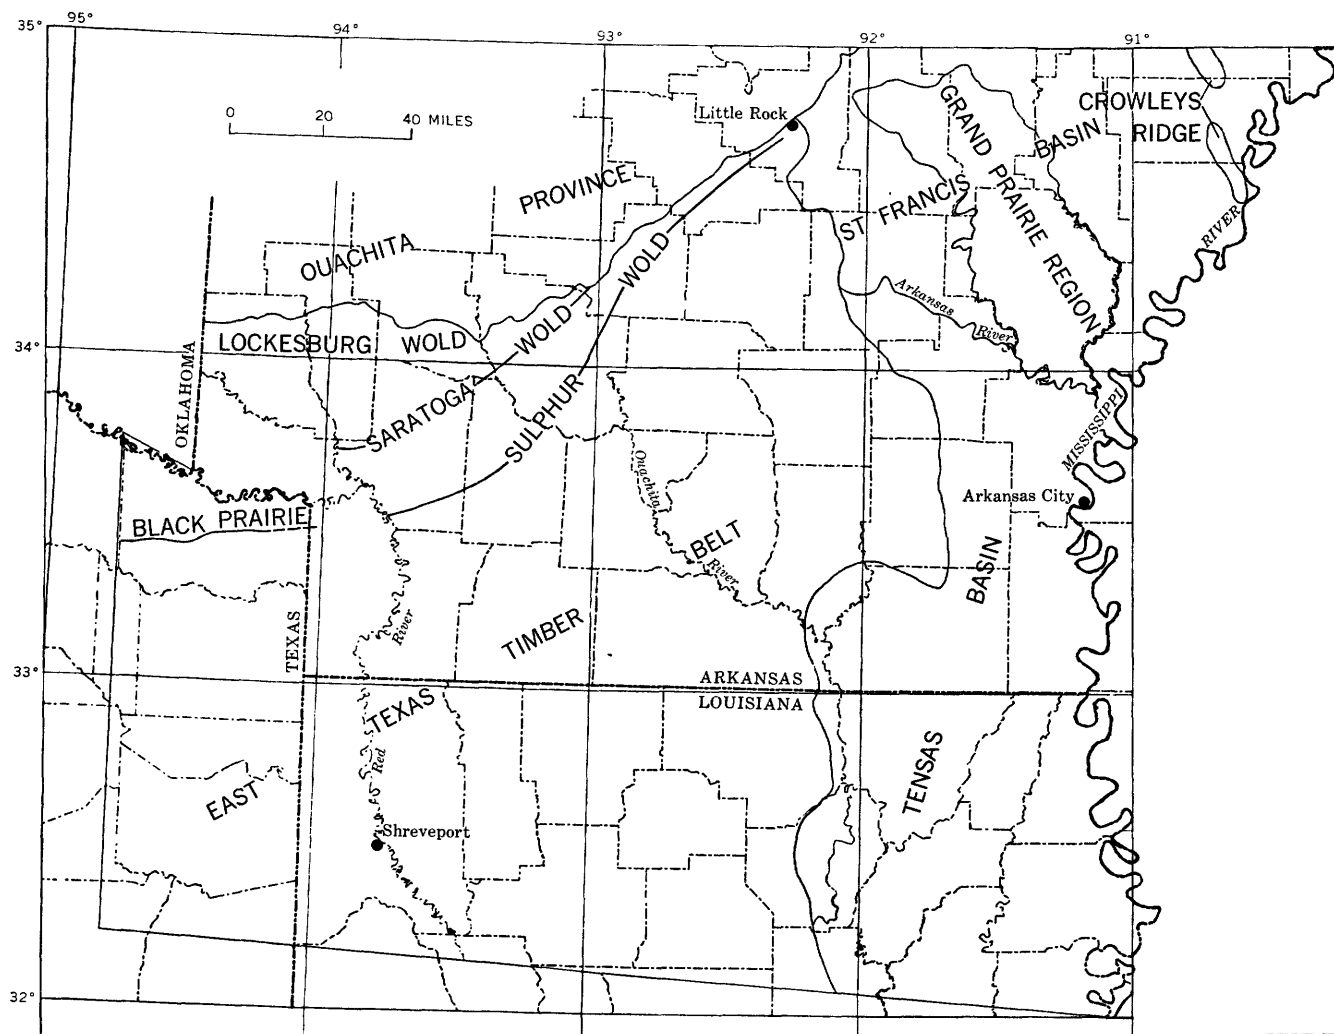 35°
95°
94°
93°
92°
91°
0 20 40 MILES
Little Rock
GRAND PRAIRIE REGION
CROWLEYS
RIDGE
BASIN
ST FRANCIS
PROVINCE
OUACHITA
RIVER
MISSISSIPPI
Arkansas
River
LOCKESBURG WOLD
34°
OKLAHOMA
SARATOGA WOLD
SULPHUR WOLD
Ouachita
River
Arkansas City
BLACK PRAIRIE
BELT
BASIN
TIMBER
River
TEXAS
33°
ARKANSAS
LOUISIANA
TEXAS
Red
TENSAS
EAST
Shreveport
32°